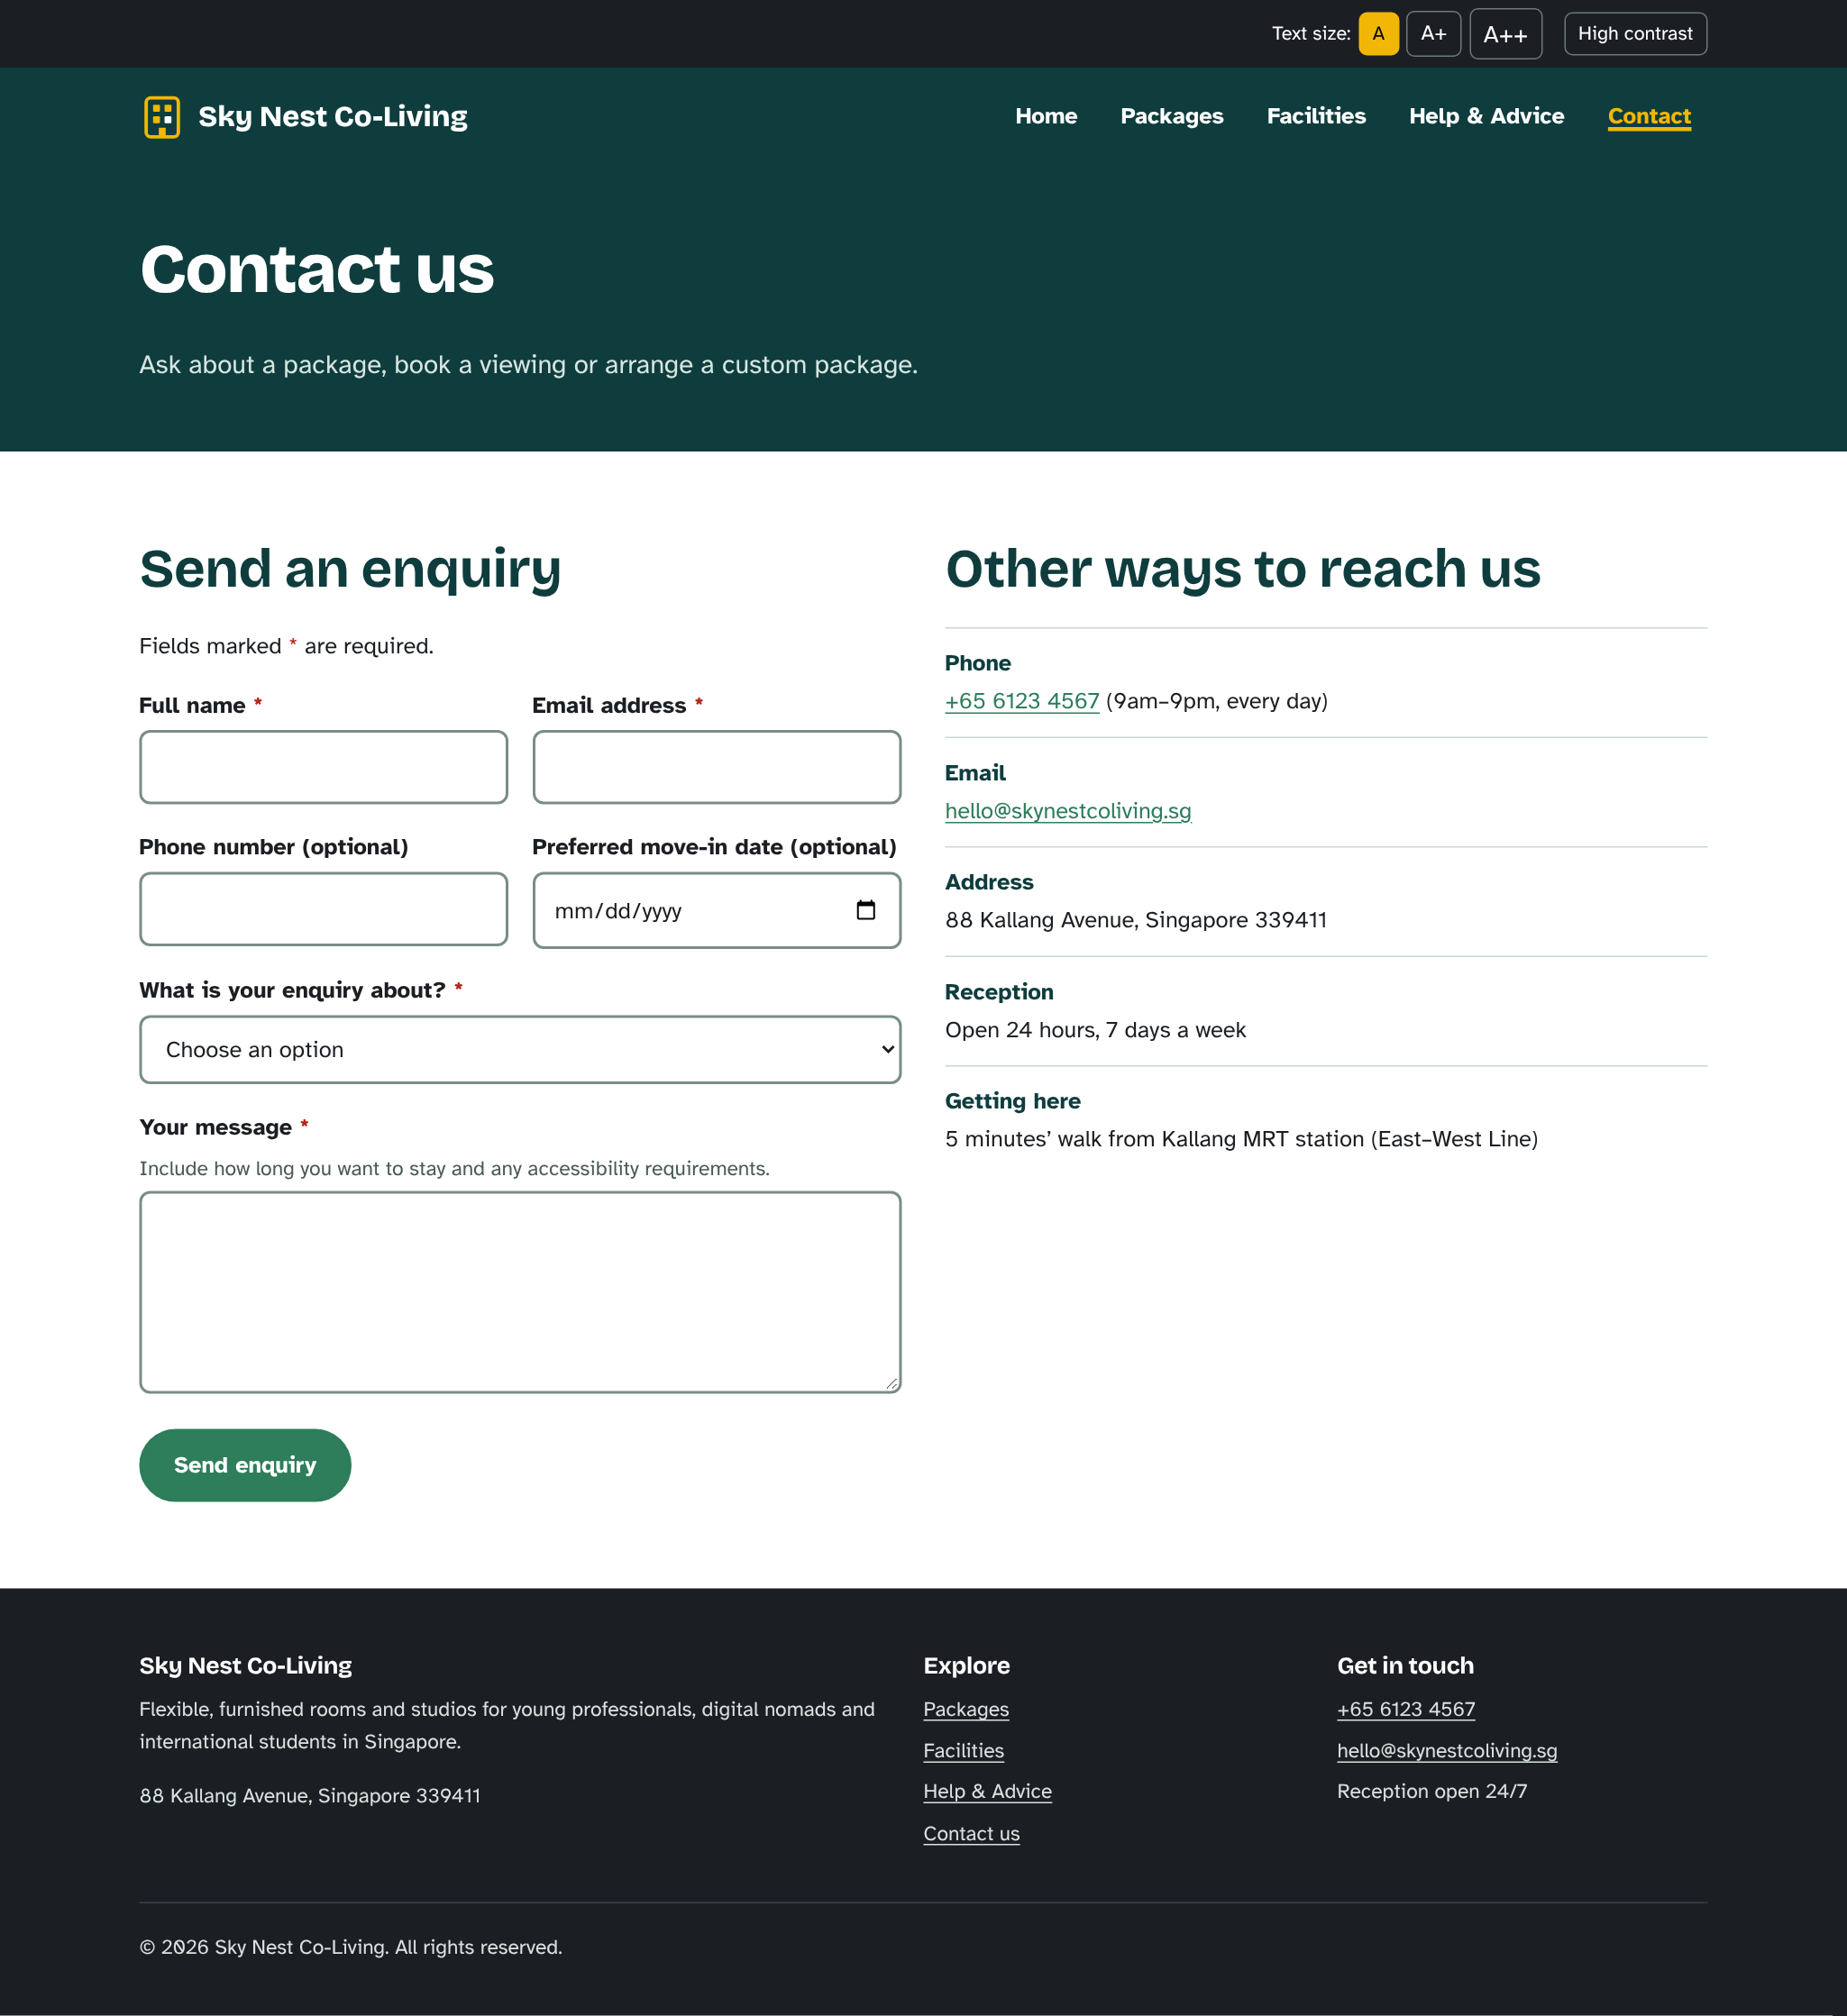 Text size: A A+ A++ High contrast
Sky Nest Co-Living
Home Packages Facilities Help & Advice Contact
Contact us
Ask about a package, book a viewing or arrange a custom package.
Send an enquiry
Fields marked * are required.
Full name *
Email address *
Phone number (optional)
Preferred move-in date (optional)
mm/dd/yyyy
What is your enquiry about? *
Choose an option
Your message *
Include how long you want to stay and any accessibility requirements.
Send enquiry
Other ways to reach us
Phone
+65 6123 4567 (9am–9pm, every day)
Email
hello@skynestcoliving.sg
Address
88 Kallang Avenue, Singapore 339411
Reception
Open 24 hours, 7 days a week
Getting here
5 minutes’ walk from Kallang MRT station (East–West Line)
Sky Nest Co-Living
Flexible, furnished rooms and studios for young professionals, digital nomads and
international students in Singapore.
88 Kallang Avenue, Singapore 339411
Explore
Packages
Facilities
Help & Advice
Contact us
Get in touch
+65 6123 4567
hello@skynestcoliving.sg
Reception open 24/7
© 2026 Sky Nest Co-Living. All rights reserved.